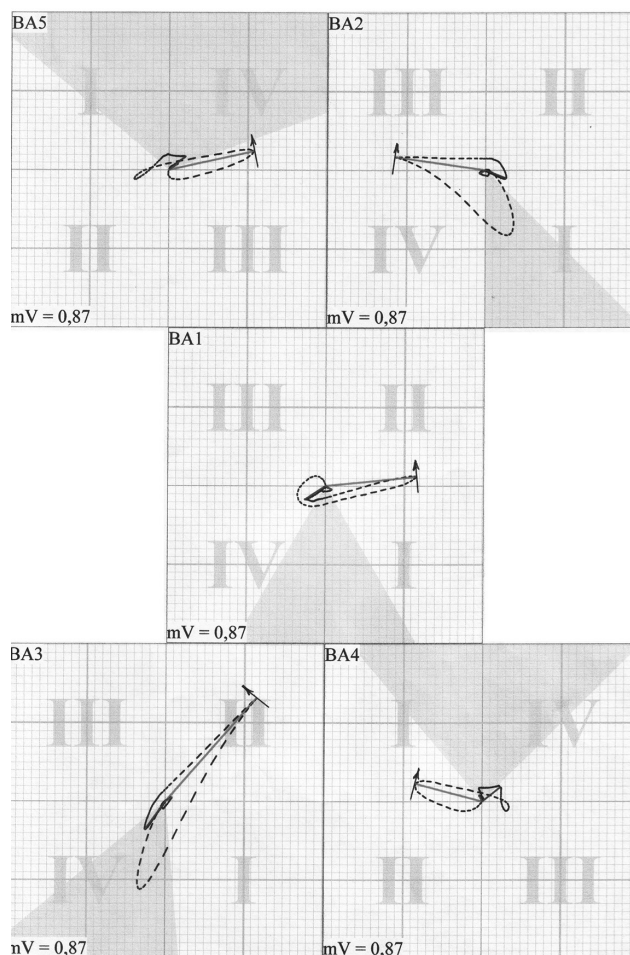 BA5
I IV
II III
mV = 0,87
BA2
III II
IV I
mV = 0,87
BA1
III II
IV I
mV = 0,87
BA3
III II
IV I
mV = 0,87
BA4
I IV
II III
mV = 0,87